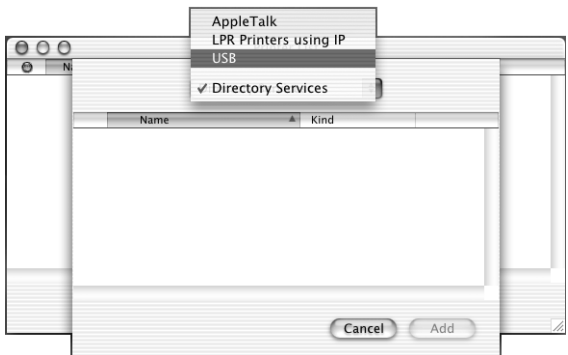 AppleTalk
LPR Printers using IP
USB
✓ Directory Services
Name Kind
Cancel Add